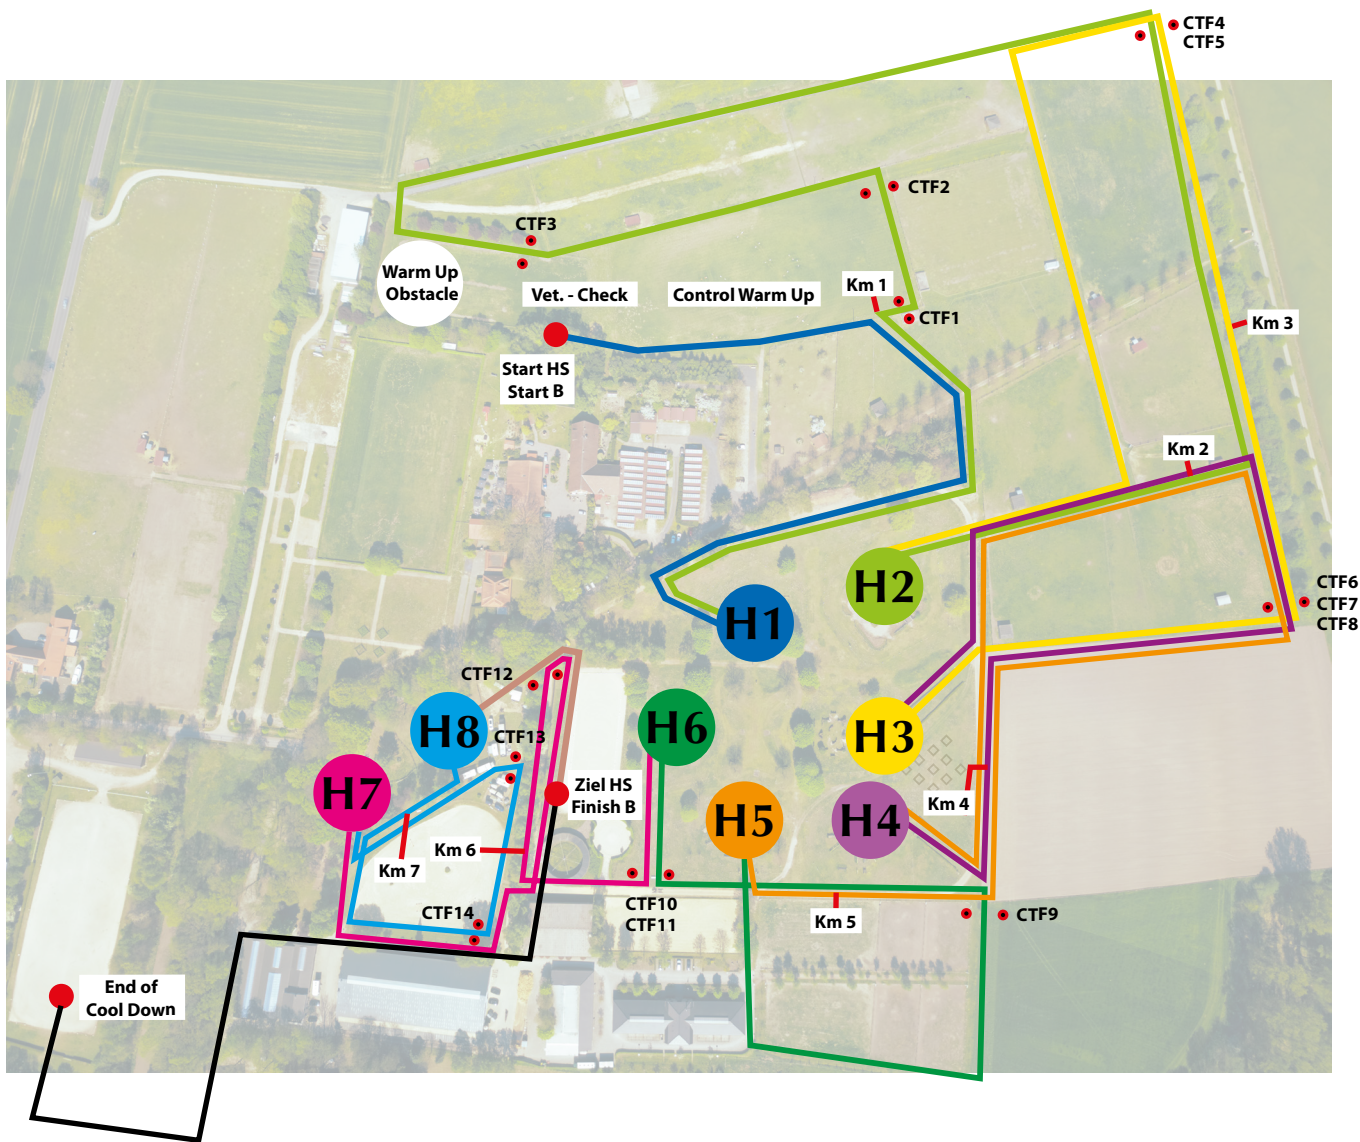 CTF4
CTF5
CTF2
CTF3
Warm Up
Obstacle
Vet. - Check
Control Warm Up
Km 1
CTF1
Km 3
Start HS
Start B
Km 2
H2
H1
CTF6
CTF7
CTF8
CTF12
H8
CTF13
H6
H3
H7
Ziel HS
Finish B
Km 4
H5
H4
Km 6
Km 7
CTF14
CTF10
CTF11
Km 5
CTF9
End of
Cool Down